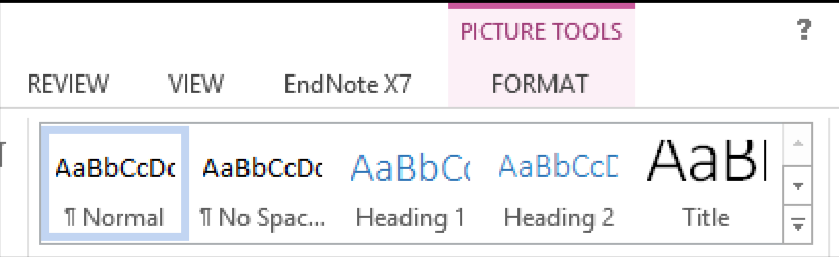 PICTURE TOOLS ?
REVIEW VIEW EndNote X7 FORMAT
AaBbCcDc AaBbCcDc AaBbCc AaBbCcD AaBl
¶ Normal ¶ No Spac... Heading 1 Heading 2 Title